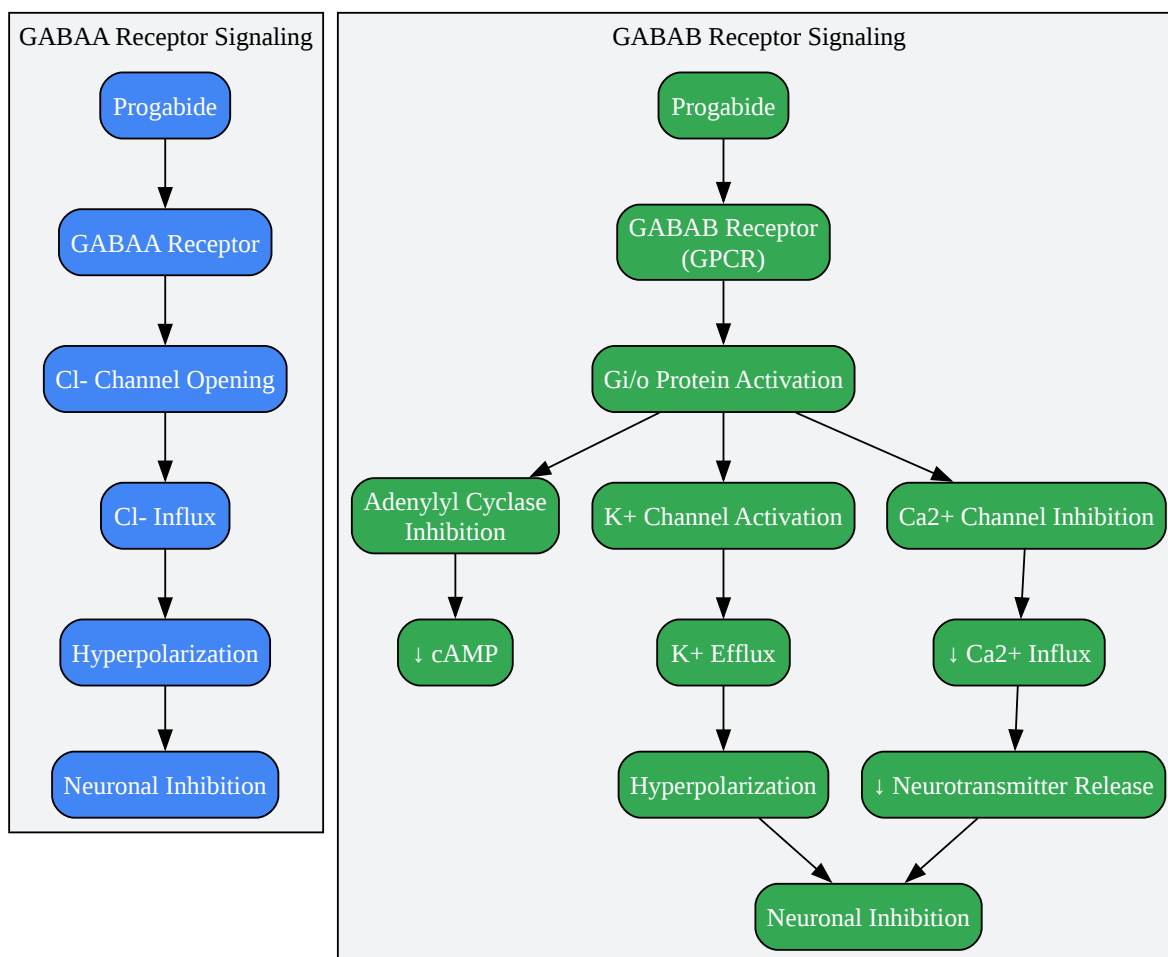 GABAA Receptor Signaling
Progabide
GABAA Receptor
Cl- Channel Opening
Cl- Influx
Hyperpolarization
Neuronal Inhibition
GABAB Receptor Signaling
Progabide
GABAB Receptor
(GPCR)
Gi/o Protein Activation
Adenylyl Cyclase
Inhibition
K+ Channel Activation
Ca2+ Channel Inhibition
↓ cAMP
K+ Efflux
↓ Ca2+ Influx
Hyperpolarization
↓ Neurotransmitter Release
Neuronal Inhibition